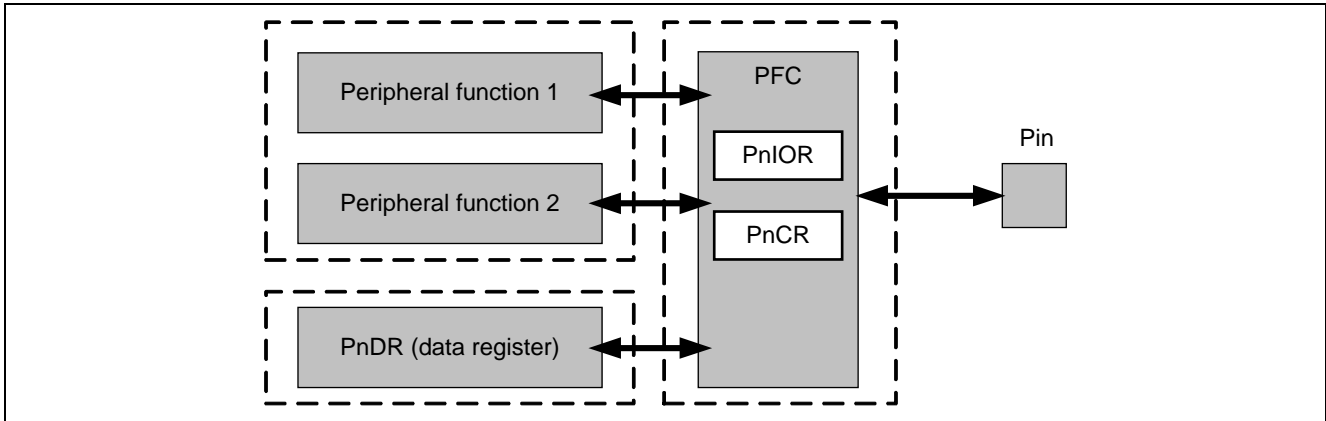 Peripheral function 1
PFC
Pin
PnIOR
Peripheral function 2
PnCR
PnDR (data register)